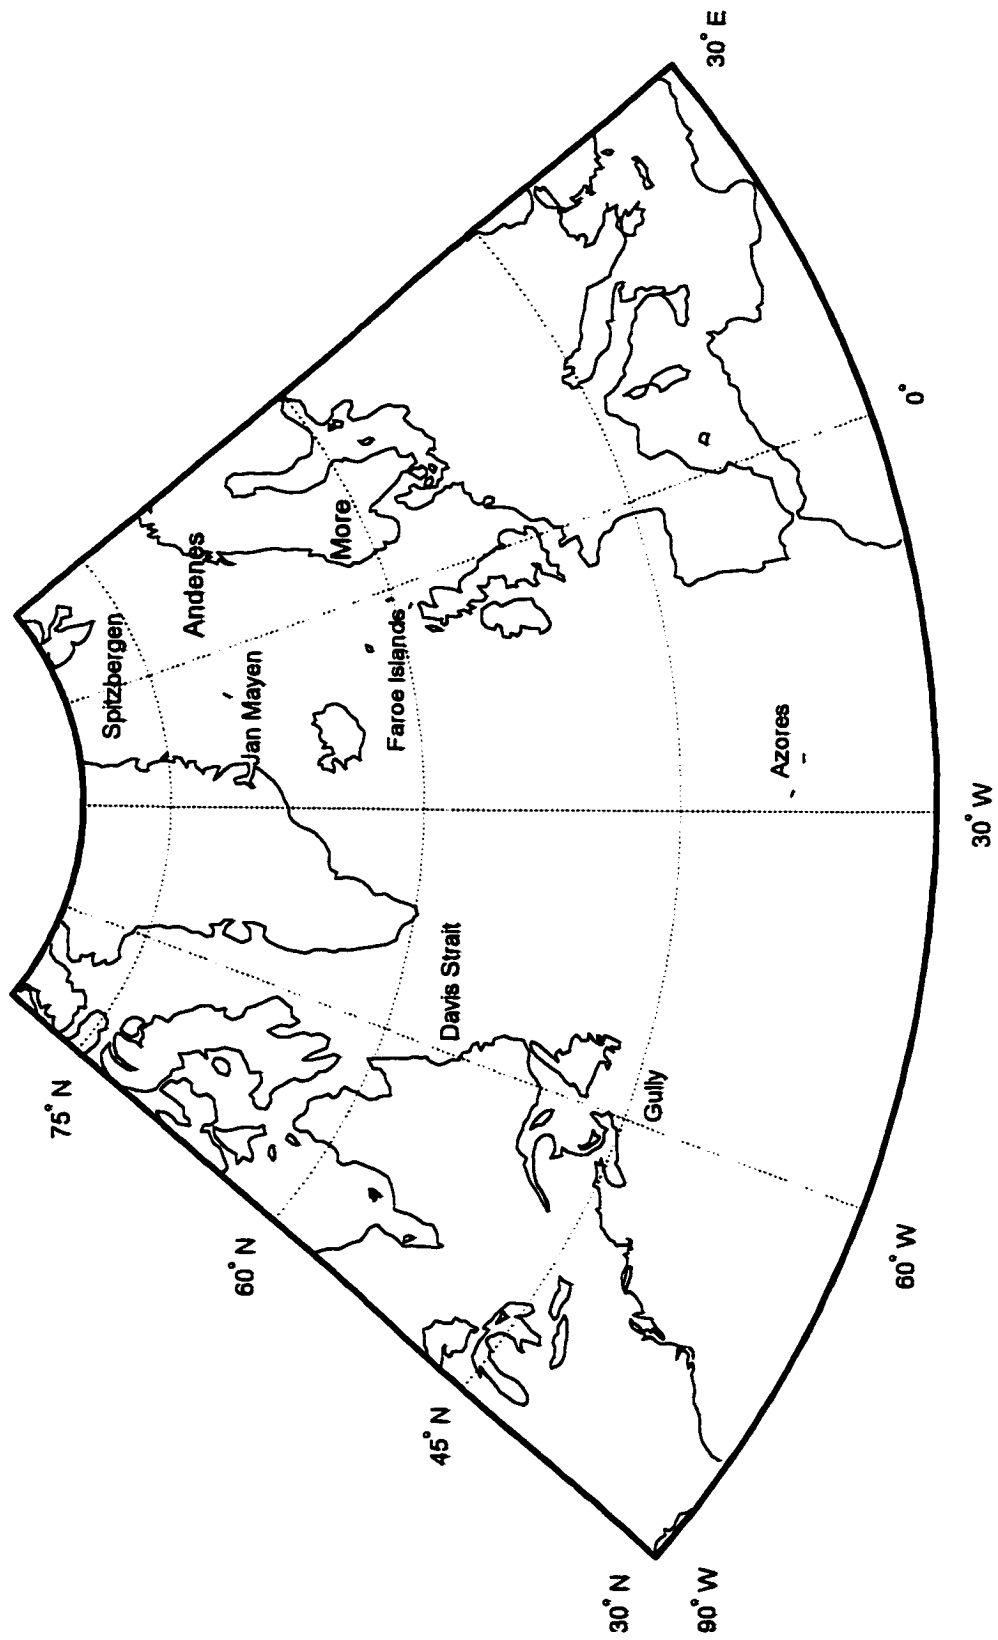 75° N
60° N
45° N
30° N
90° W
60° W
30° W
0°
30° E
Spitzbergen
Andenes
Jan Mayen
More
Faroe Islands
Davis Strait
Gully
Azores